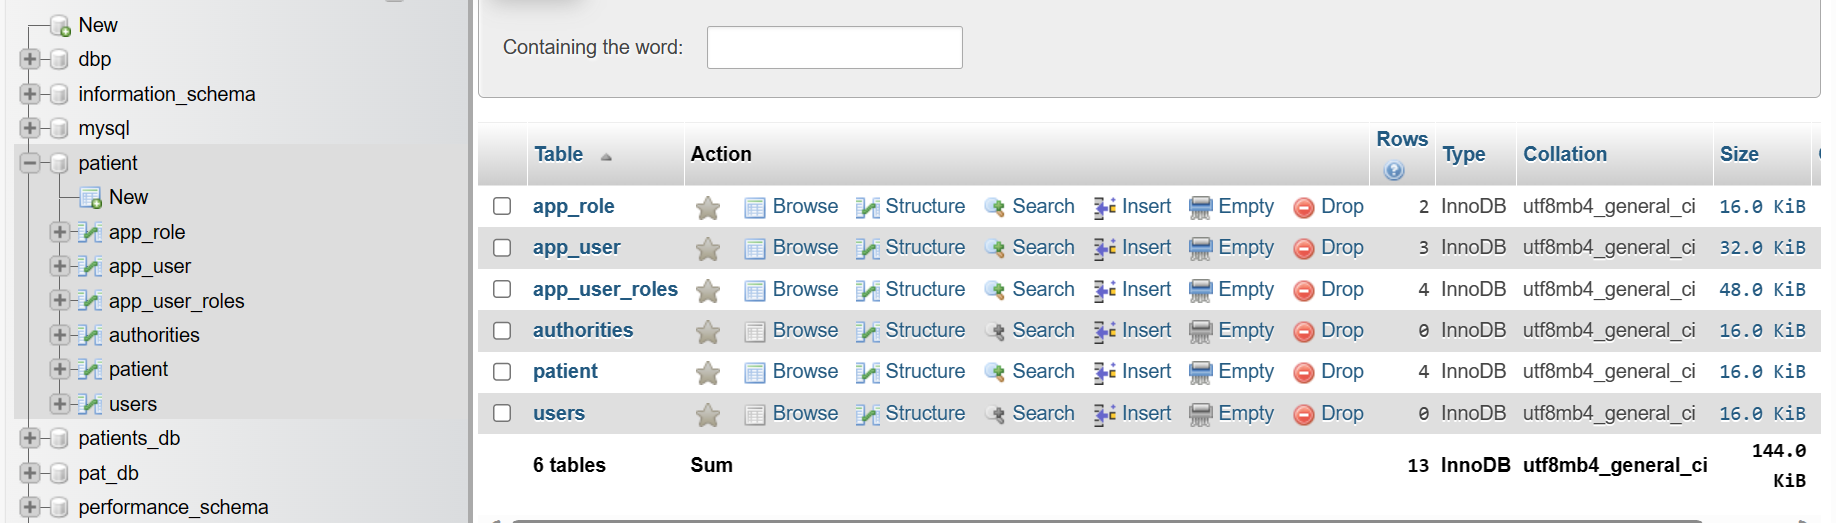 New
dbp
information_schema
mysql
patient
New
app_role
app_user
app_user_roles
authorities
patient
users
patients_db
pat_db
performance_schema
Containing the word:
Table Action Rows Type Collation Size
app_role Browse Structure Search Insert Empty Drop 2 InnoDB utf8mb4_general_ci 16.0 KiB
app_user Browse Structure Search Insert Empty Drop 3 InnoDB utf8mb4_general_ci 32.0 KiB
app_user_roles Browse Structure Search Insert Empty Drop 4 InnoDB utf8mb4_general_ci 48.0 KiB
authorities Browse Structure Search Insert Empty Drop 0 InnoDB utf8mb4_general_ci 16.0 KiB
patient Browse Structure Search Insert Empty Drop 4 InnoDB utf8mb4_general_ci 16.0 KiB
users Browse Structure Search Insert Empty Drop 0 InnoDB utf8mb4_general_ci 16.0 KiB
6 tables Sum 13 InnoDB utf8mb4_general_ci 144.0
KiB